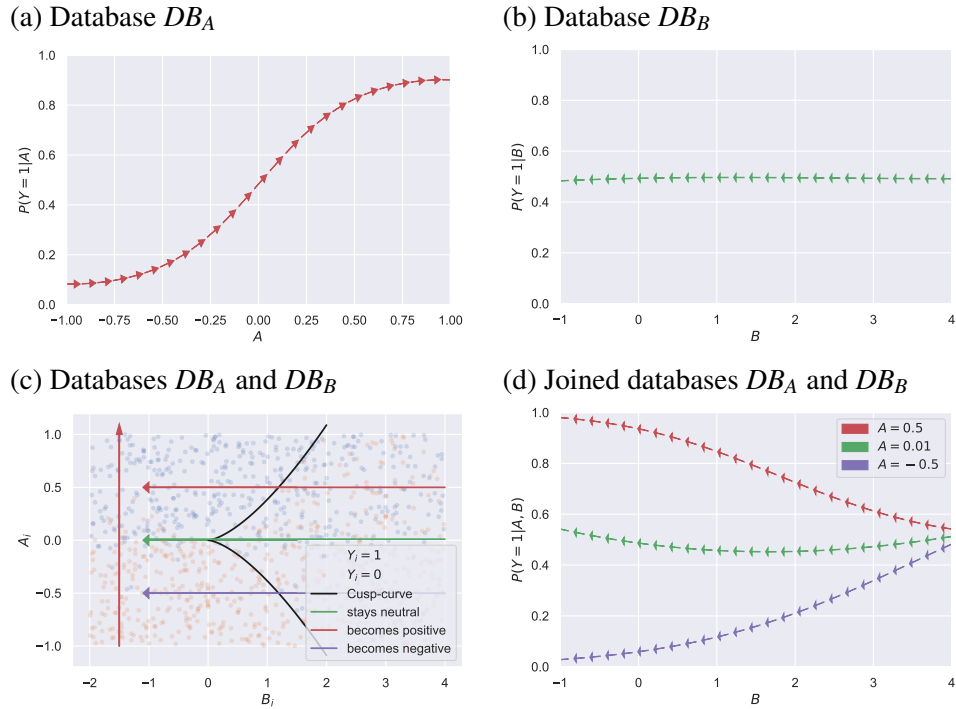 (a) Database DB_A
(b) Database DB_B
1.0
0.8
0.6
0.4
0.2
0.0
P(Y = 1|A)
−1.00 −0.75 −0.50 −0.25 0.00 0.25 0.50 0.75 1.00
A
1.0
0.8
0.6
0.4
0.2
0.0
P(Y = 1|B)
−1 0 1 2 3 4
B
(c) Databases DB_A and DB_B
(d) Joined databases DB_A and DB_B
1.0
0.5
0.0
−0.5
−1.0
A_i
Y_i = 1
Y_i = 0
Cusp-curve
stays neutral
becomes positive
becomes negative
−2 −1 0 1 2 3 4
B_i
1.0
0.8
0.6
0.4
0.2
0.0
P(Y = 1|A, B)
A = 0.5
A = 0.01
A = −0.5
−1 0 1 2 3 4
B